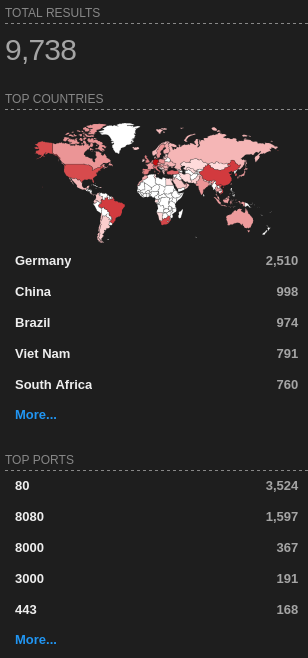 TOTAL RESULTS
9,738
TOP COUNTRIES
Germany 2,510
China 998
Brazil 974
Viet Nam 791
South Africa 760
More...
TOP PORTS
80 3,524
8080 1,597
8000 367
3000 191
443 168
More...